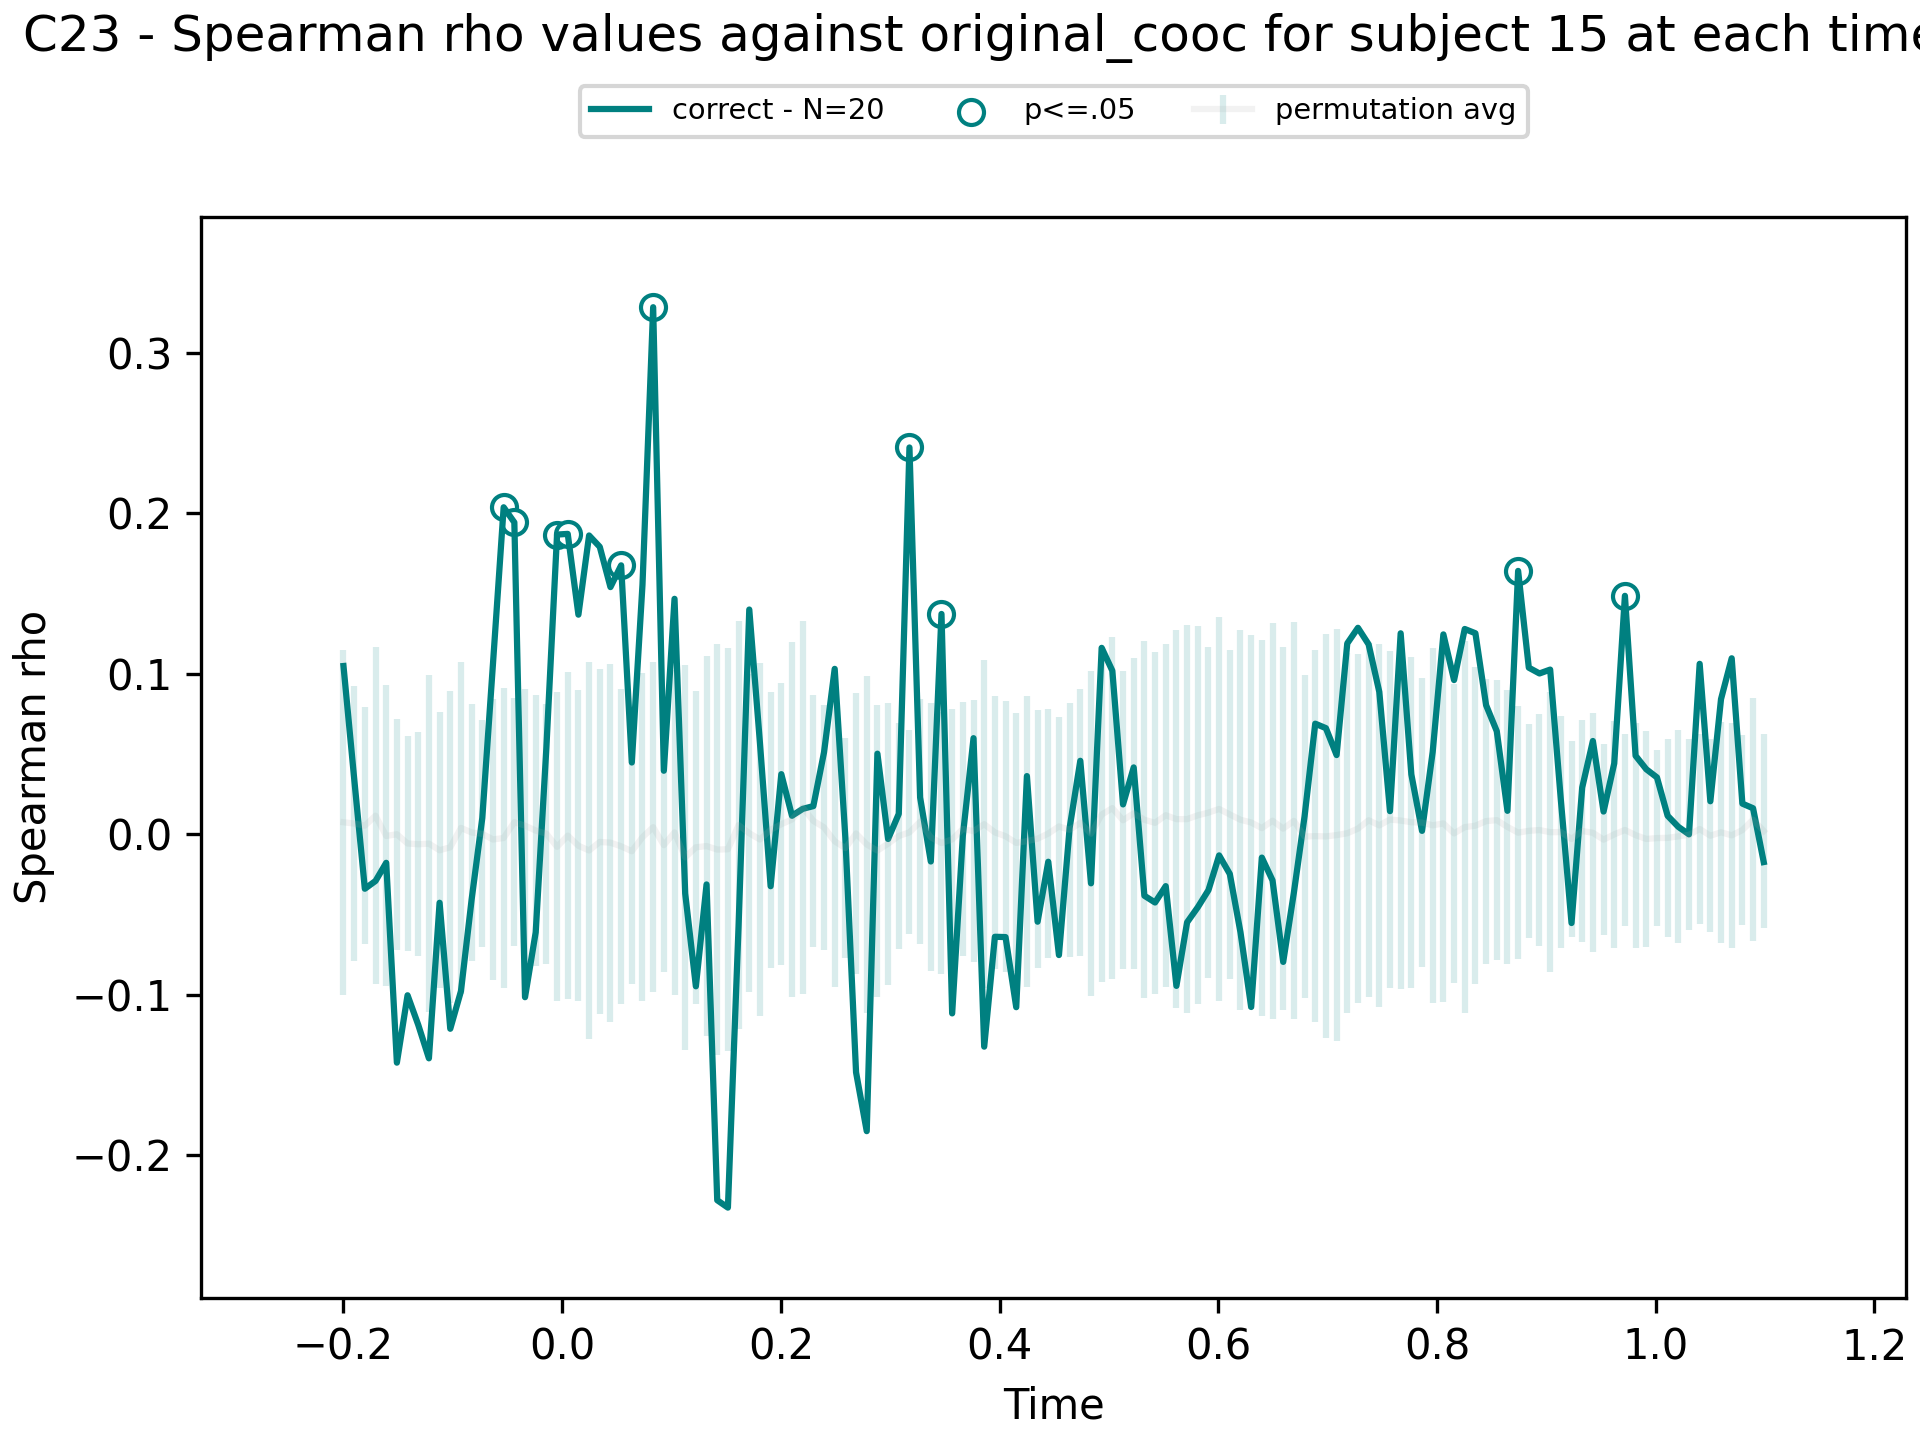 C23 - Spearman rho values against original_cooc for subject 15 at each time
correct - N=20 p<=.05 permutation avg
Spearman rho
0.3
0.2
0.1
0.0
−0.1
−0.2
−0.2 0.0 0.2 0.4 0.6 0.8 1.0 1.2
Time